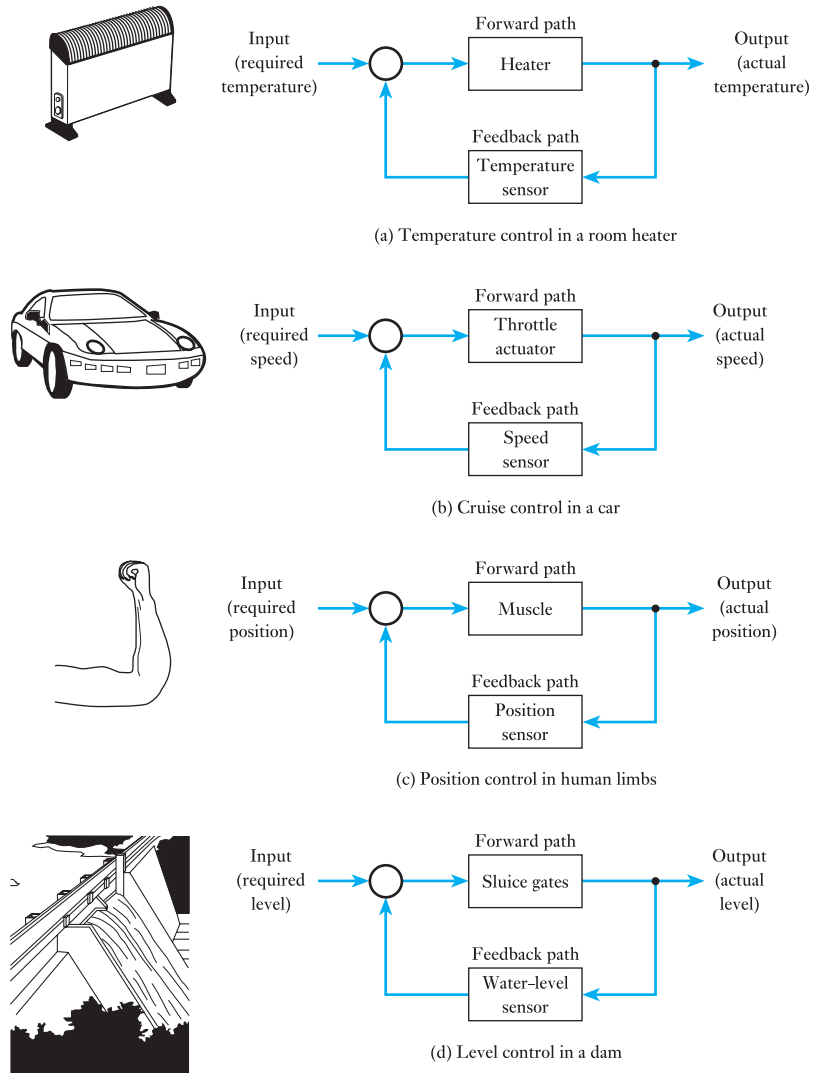 Forward path
Input
(required
temperature)
Heater
Output
(actual
temperature)
Feedback path
Temperature
sensor
(a) Temperature control in a room heater
Forward path
Input
(required
speed)
Throttle
actuator
Output
(actual
speed)
Feedback path
Speed
sensor
(b) Cruise control in a car
Forward path
Input
(required
position)
Muscle
Output
(actual
position)
Feedback path
Position
sensor
(c) Position control in human limbs
Forward path
Input
(required
level)
Sluice gates
Output
(actual
level)
Feedback path
Water–level
sensor
(d) Level control in a dam